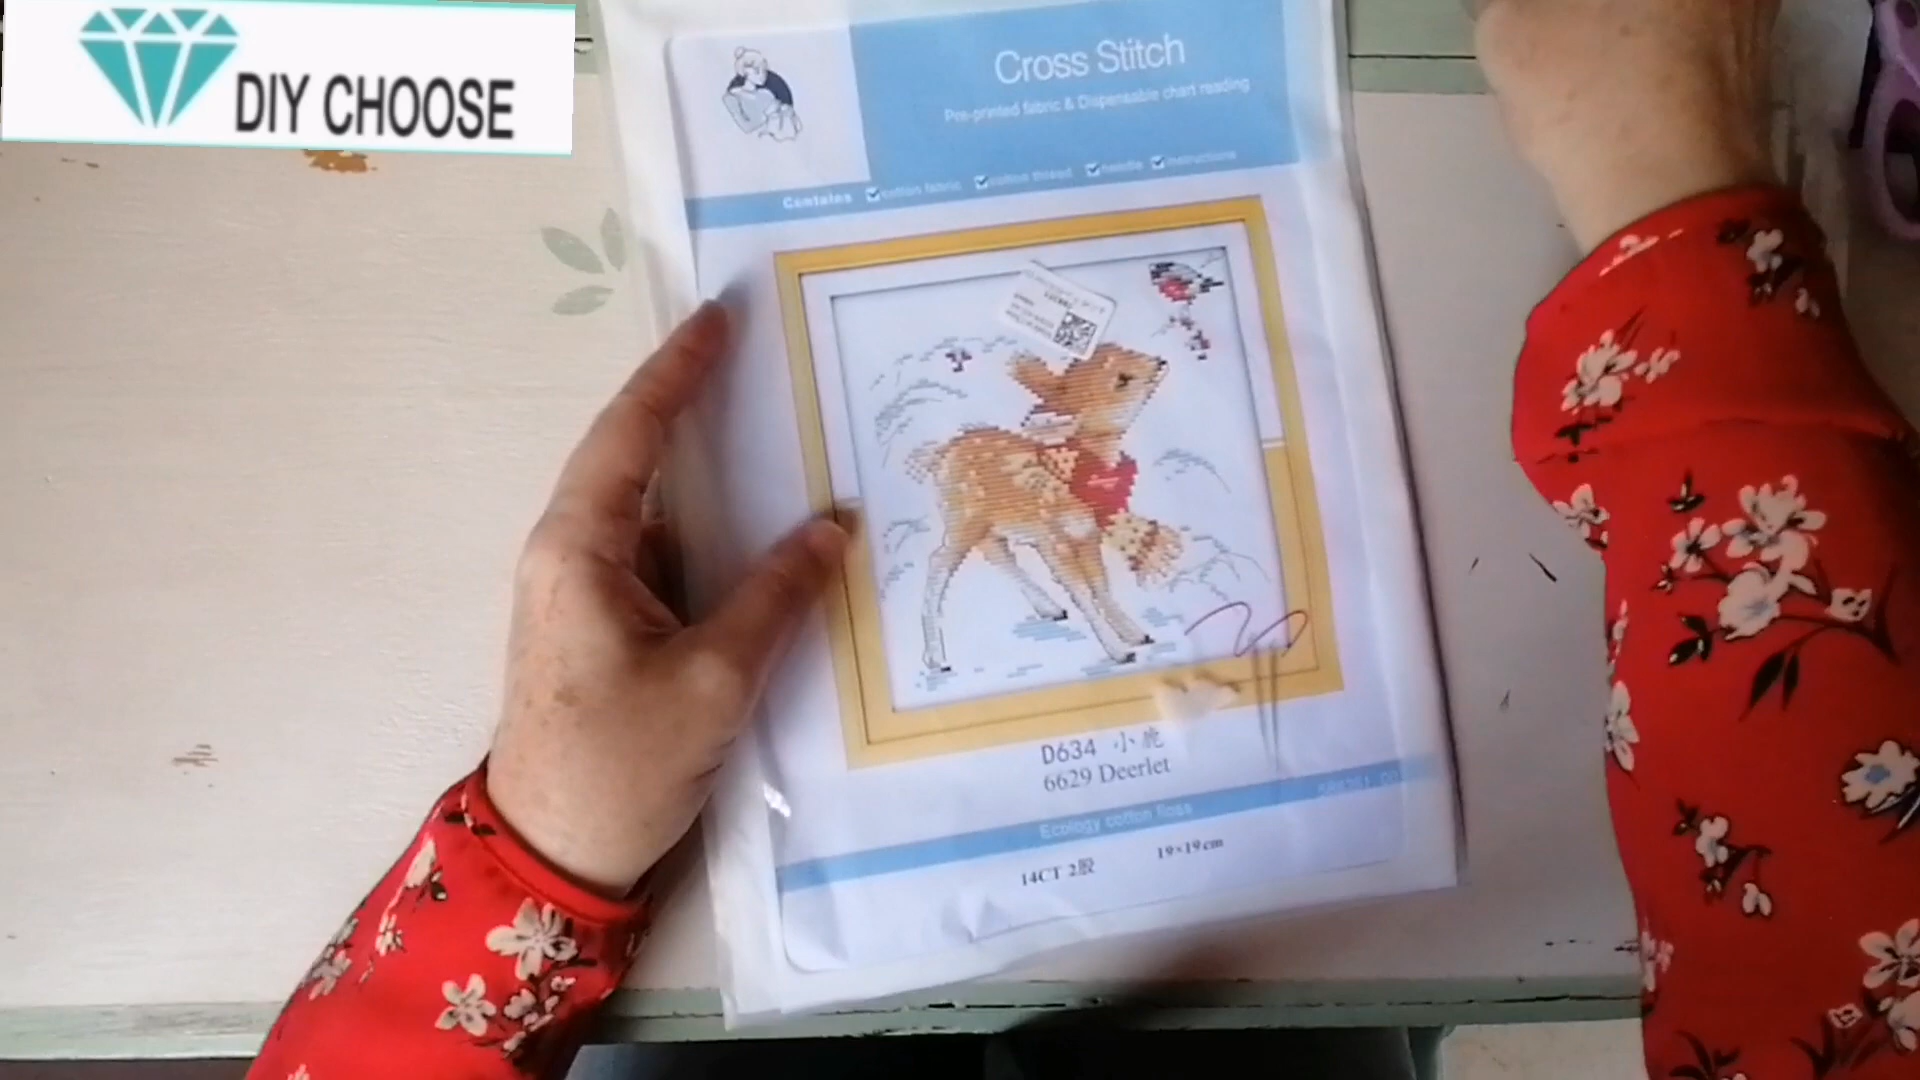 DIY CHOOSE
Cross Stitch
Pre-printed fabric & Dispensable chart reading
Contains cotton fabric cotton thread needle instructions
D634 小鹿
6629 Deerlet
Ecology cotton floss
14CT 2股 19×19cm